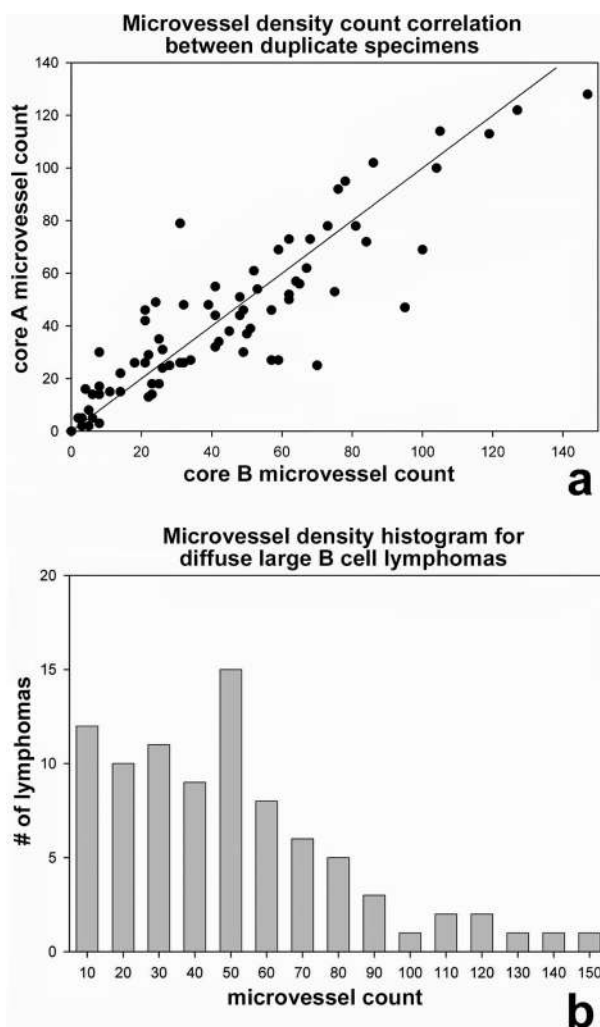 Microvessel density count correlation
between duplicate specimens
140
120
100
80
60
40
20
0
core A microvessel count
0 20 40 60 80 100 120 140
core B microvessel count
a
Microvessel density histogram for
diffuse large B cell lymphomas
20
15
10
5
0
# of lymphomas
10 20 30 40 50 60 70 80 90 100 110 120 130 140 150
microvessel count
b